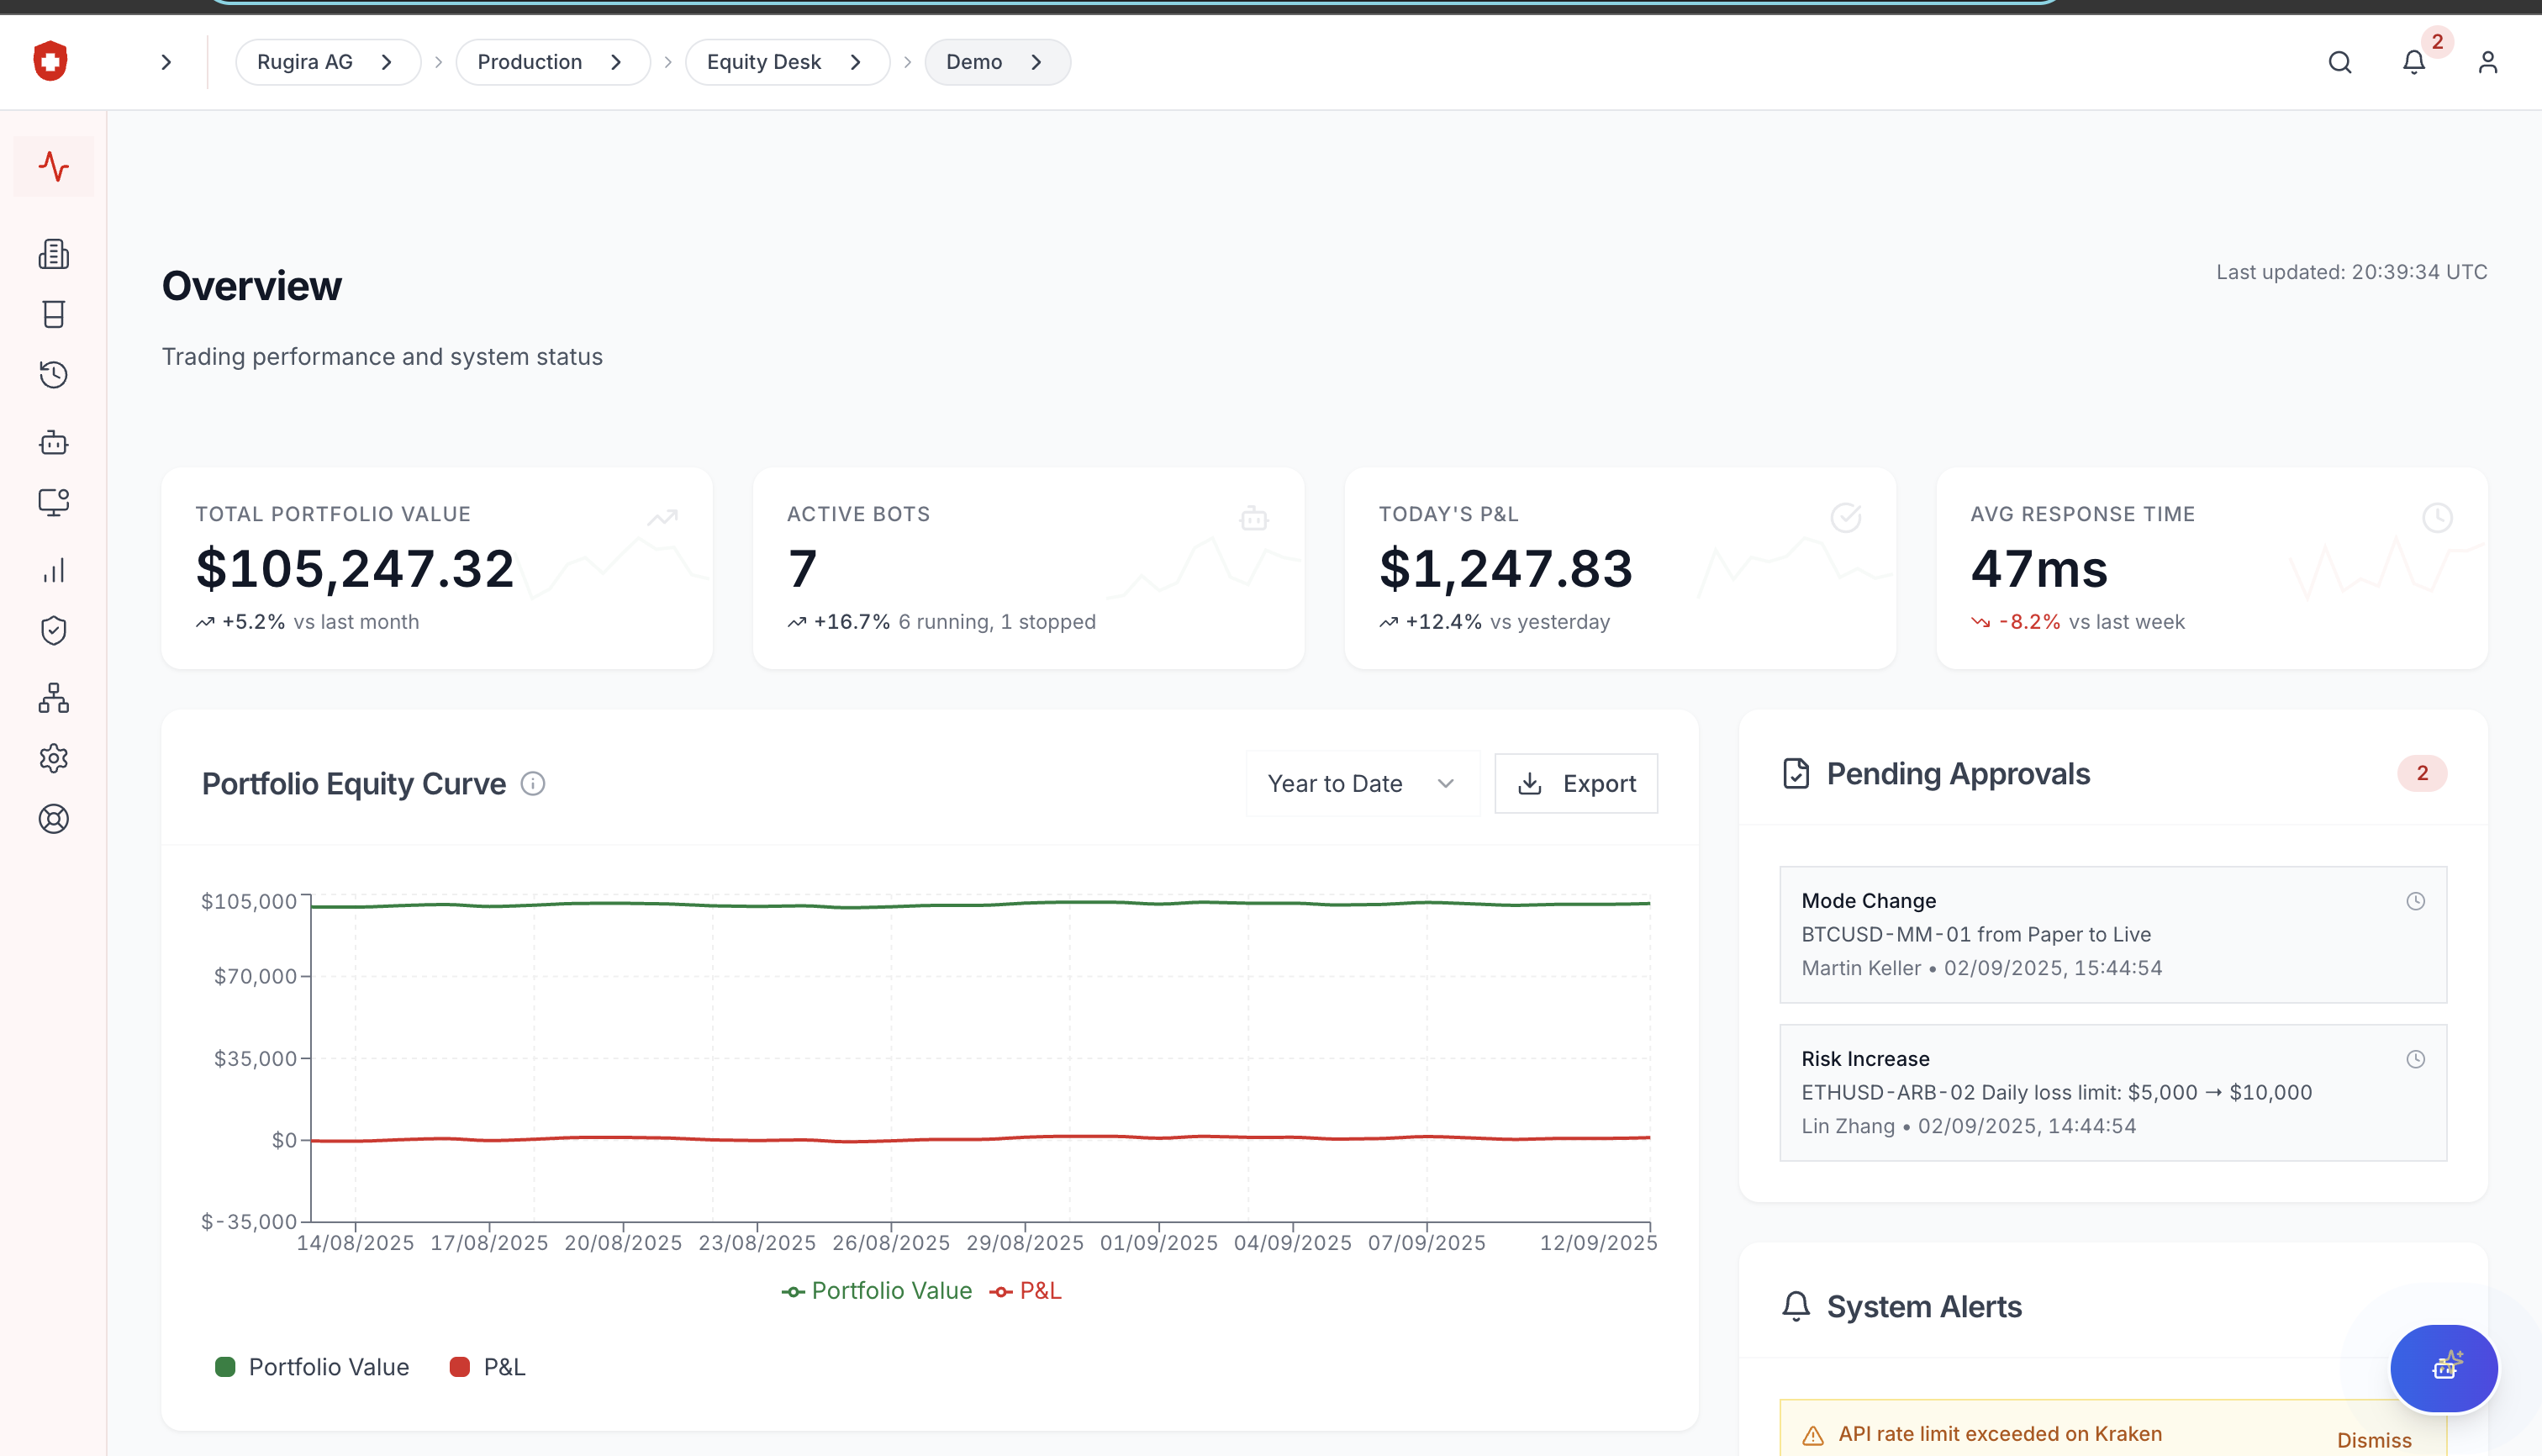 Rugira AG
Production
Equity Desk
Demo
2
Overview
Last updated: 20:39:34 UTC
Trading performance and system status
TOTAL PORTFOLIO VALUE
$105,247.32
+5.2% vs last month
ACTIVE BOTS
7
+16.7% 6 running, 1 stopped
TODAY'S P&L
$1,247.83
+12.4% vs yesterday
AVG RESPONSE TIME
47ms
-8.2% vs last week
Portfolio Equity Curve
Year to Date
Export
$105,000
$70,000
$35,000
$0
$-35,000
14/08/2025 17/08/2025 20/08/2025 23/08/2025 26/08/2025 29/08/2025 01/09/2025 04/09/2025 07/09/2025 12/09/2025
Portfolio Value P&L
Portfolio Value P&L
Pending Approvals
2
Mode Change
BTCUSD-MM-01 from Paper to Live
Martin Keller • 02/09/2025, 15:44:54
Risk Increase
ETHUSD-ARB-02 Daily loss limit: $5,000 → $10,000
Lin Zhang • 02/09/2025, 14:44:54
System Alerts
API rate limit exceeded on Kraken
Dismiss